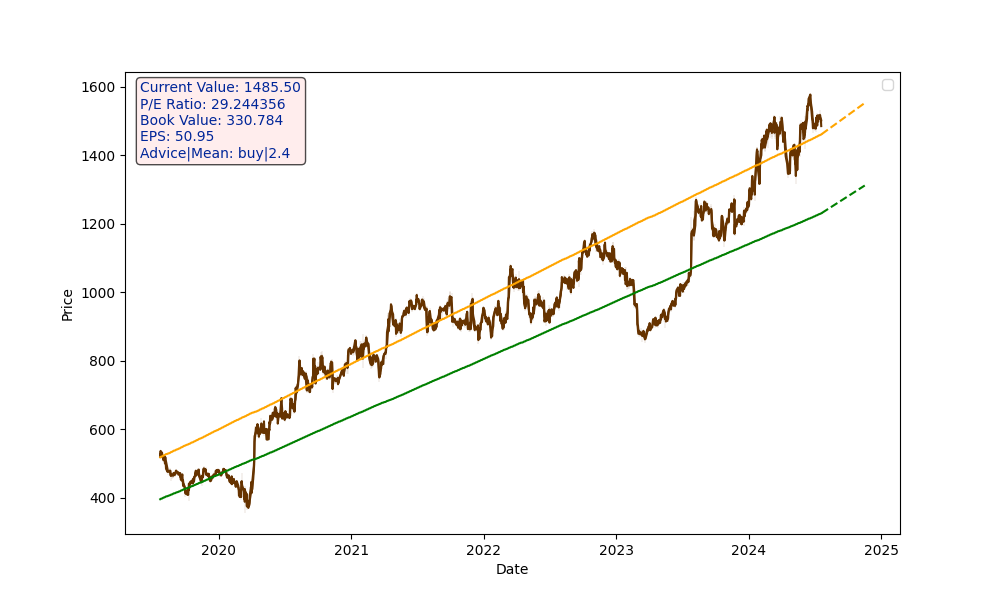 Current Value: 1485.50
P/E Ratio: 29.244356
Book Value: 330.784
EPS: 50.95
Advice|Mean: buy|2.4
1600
1400
1200
1000
800
600
400
Price
2020
2021
2022
2023
2024
2025
Date